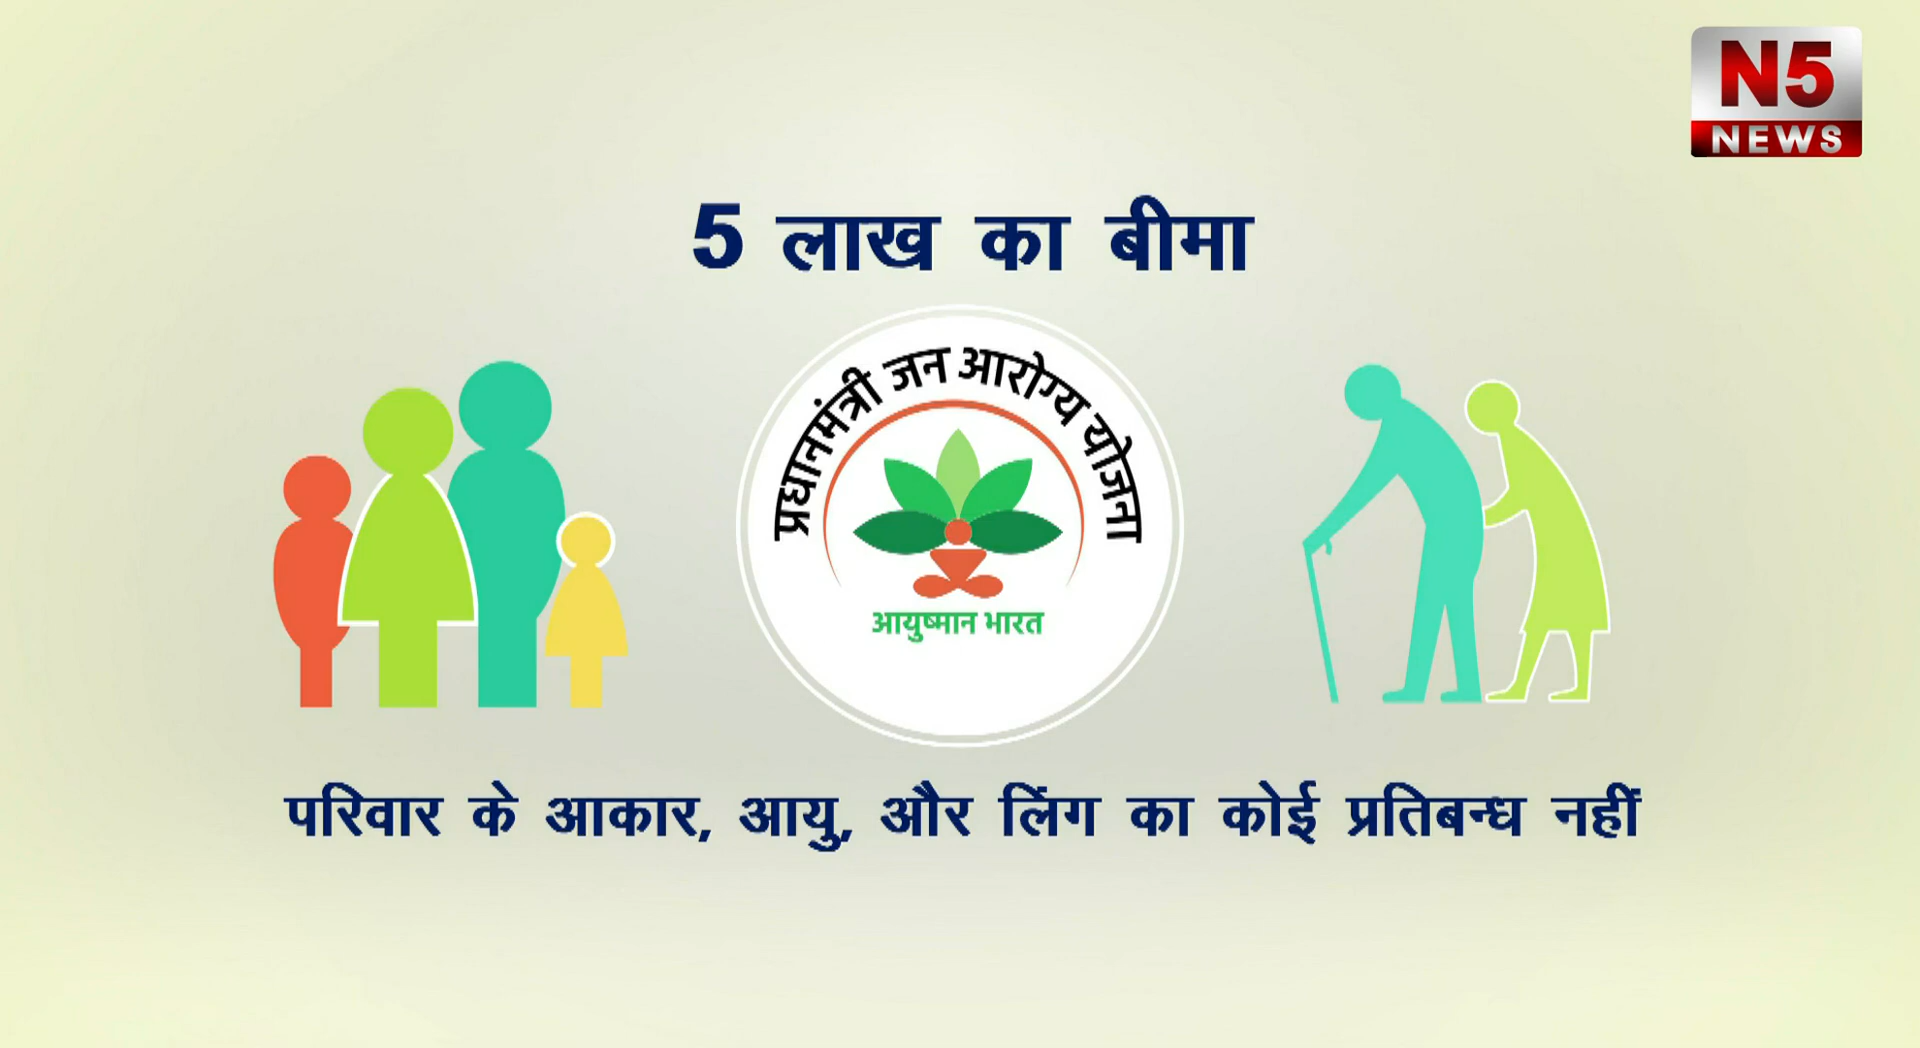 N5
NEWS
5 लाख का बीमा
प्रधानमंत्री जन आरोग्य योजना
आयुष्मान भारत
परिवार के आकार, आयु, और लिंग का कोई प्रतिबन्ध नहीं